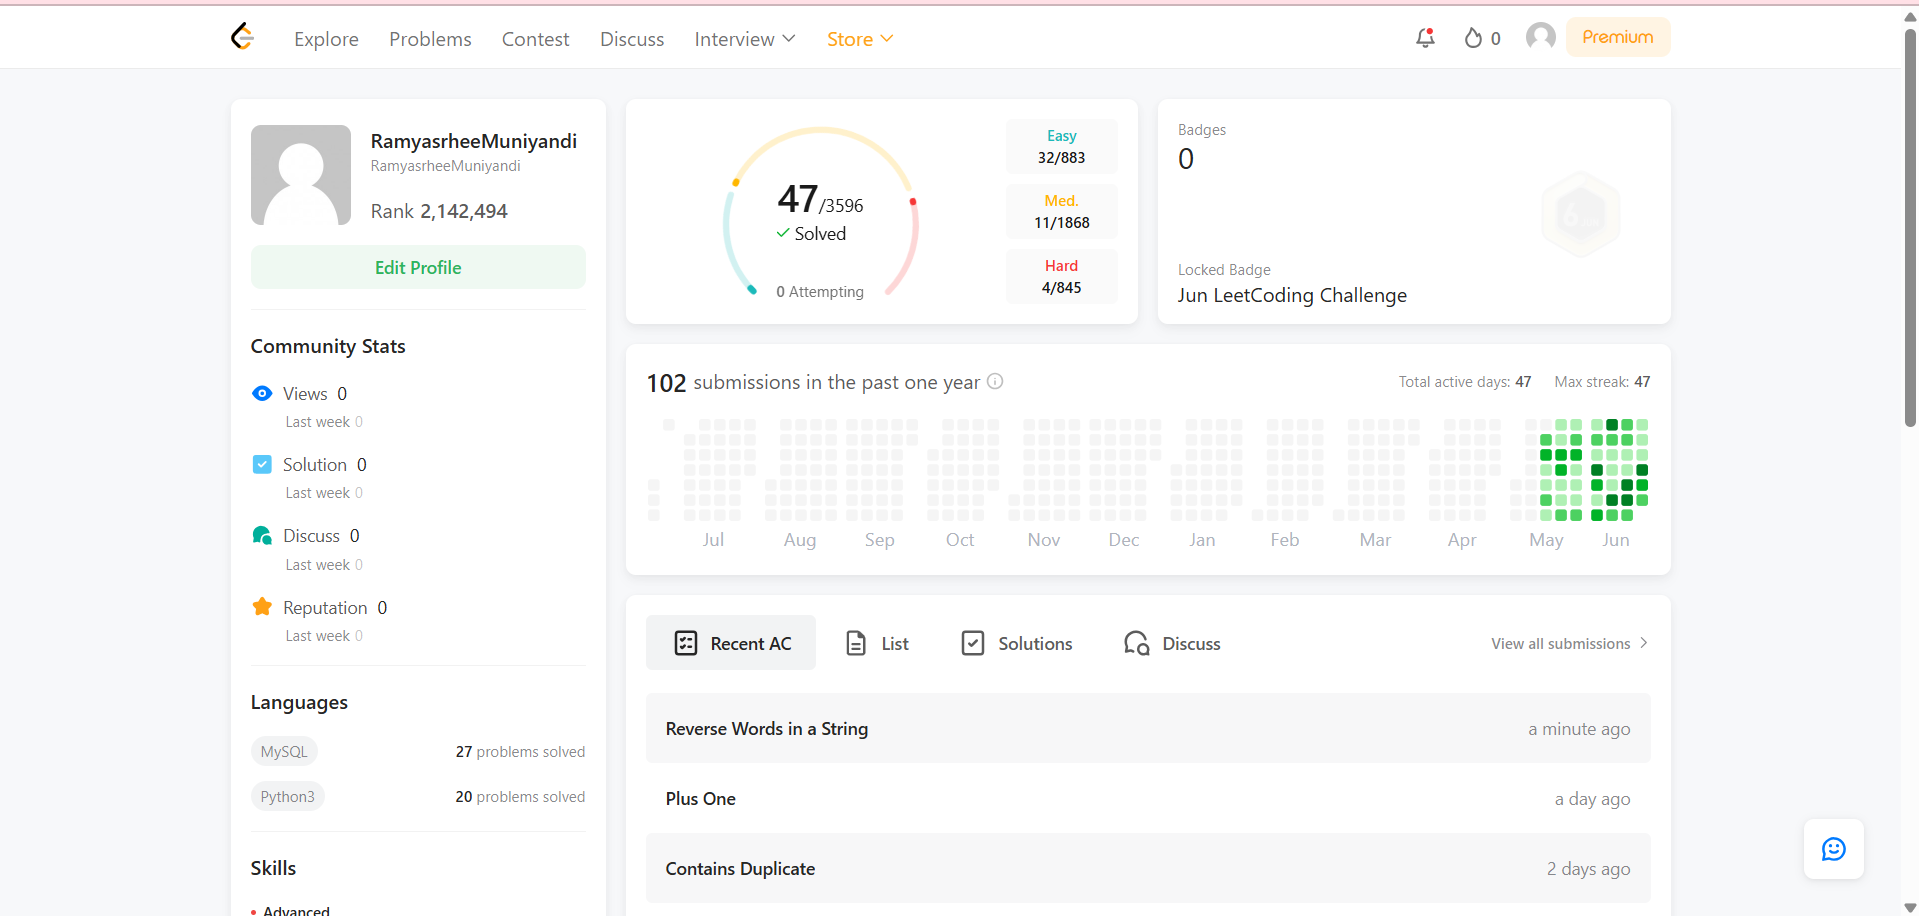 Explore Problems Contest Discuss Interview Store 0 Premium
RamyasrheeMuniyandi
RamyasrheeMuniyandi
Rank 2,142,494
Edit Profile
Community Stats
Views 0
Last week 0
Solution 0
Last week 0
Discuss 0
Last week 0
Reputation 0
Last week 0
Languages
MySQL 27 problems solved
Python3 20 problems solved
Skills
Advanced
47/3596
Solved
0 Attempting
Easy
32/883
Med.
11/1868
Hard
4/845
Badges
0
Locked Badge
Jun LeetCoding Challenge
102 submissions in the past one year Total active days: 47 Max streak: 47
Jul Aug Sep Oct Nov Dec Jan Feb Mar Apr May Jun
Recent AC List Solutions Discuss View all submissions
Reverse Words in a String a minute ago
Plus One a day ago
Contains Duplicate 2 days ago